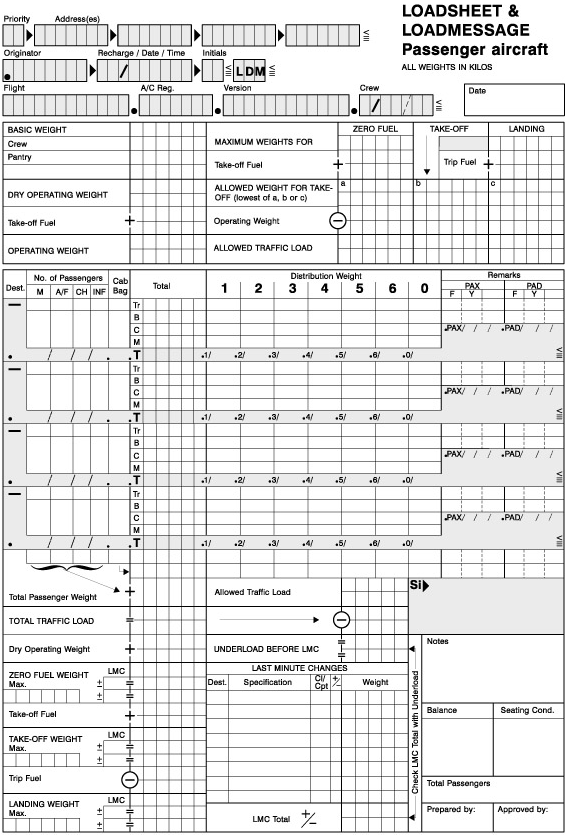 LOADSHEET &
LOADMESSAGE
Passenger aircraft
ALL WEIGHTS IN KILOS
Priority Address(es)
Originator Recharge / Date / Time Initials
/ LDM
Flight A/C Reg. Version Crew Date
/ /
BASIC WEIGHT ZERO FUEL TAKE-OFF LANDING
Crew MAXIMUM WEIGHTS FOR
Pantry Take-off Fuel + Trip Fuel +
DRY OPERATING WEIGHT ALLOWED WEIGHT FOR TAKE-OFF (lowest of a, b or c) a b c
Take-off Fuel + Operating Weight −
OPERATING WEIGHT ALLOWED TRAFFIC LOAD
Dest. No. of Passengers Cab Bag Total Distribution Weight Remarks
M A/F CH INF 1 2 3 4 5 6 0 PAX PAD
F Y F Y
Tr
B
C .PAX/ / / .PAD/ / /
M
. / / / . .T .1/ .2/ .3/ .4/ .5/ .6/ .0/
Tr
B
C .PAX/ / / .PAD/ / /
M
. / / / . .T .1/ .2/ .3/ .4/ .5/ .6/ .0/
Tr
B
C .PAX/ / / .PAD/ / /
M
. / / / . .T .1/ .2/ .3/ .4/ .5/ .6/ .0/
Tr
B
C .PAX/ / / .PAD/ / /
M
. / / / . .T .1/ .2/ .3/ .4/ .5/ .6/ .0/
Total Passenger Weight + Allowed Traffic Load Si
TOTAL TRAFFIC LOAD = −
Dry Operating Weight + UNDERLOAD BEFORE LMC = Notes
LAST MINUTE CHANGES
ZERO FUEL WEIGHT LMC Dest. Specification Cl/Cpt +/− Weight
Max. ± =
Take-off Fuel + Balance Seating Cond.
TAKE-OFF WEIGHT LMC
Max. ± =
Check LMC Total with Underload
Trip Fuel − Total Passengers
LANDING WEIGHT LMC Prepared by: Approved by:
Max. ± = LMC Total +/−